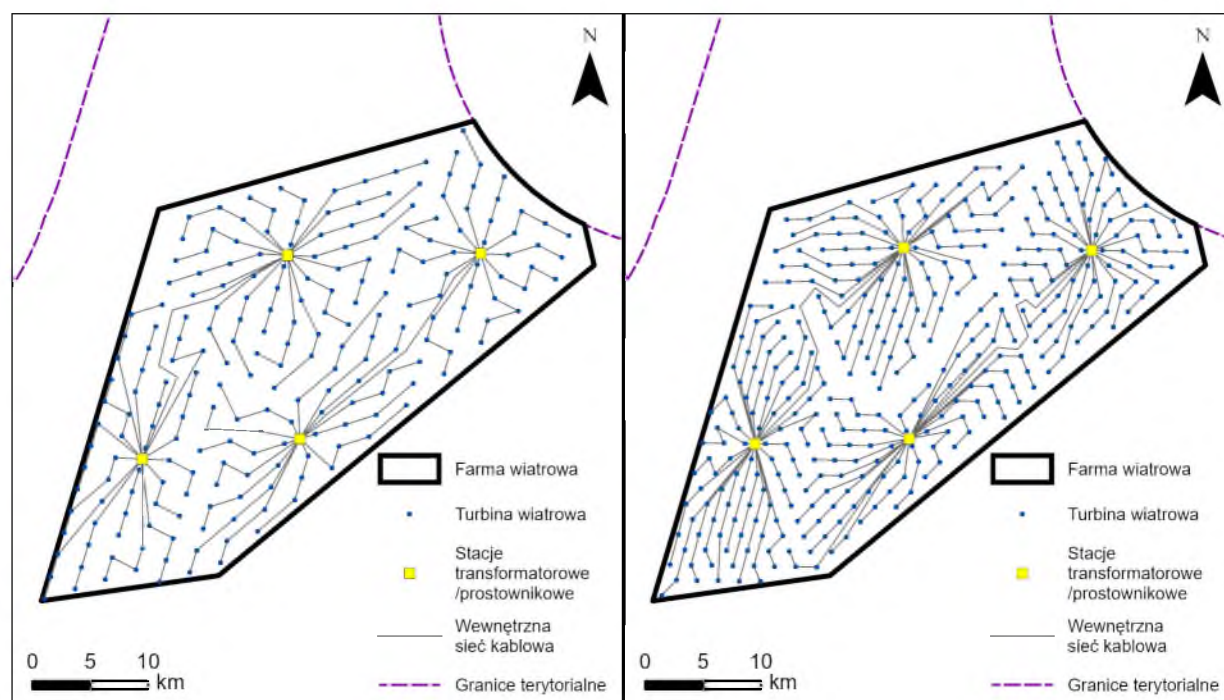 N
Farma wiatrowa
Turbina wiatrowa
Stacje
transformatorowe
/prostownikowe
Wewnętrzna
sieć kablowa
Granice terytorialne
0 5 10
km
N
Farma wiatrowa
Turbina wiatrowa
Stacje
transformatorowe
/prostownikowe
Wewnętrzna
sieć kablowa
Granice terytorialne
0 5 10
km